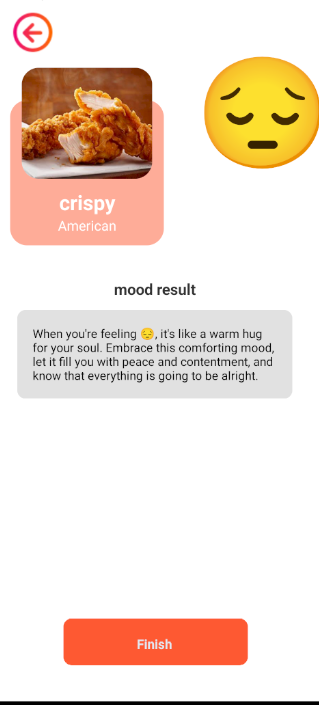 crispy
American
mood result
When you're feeling 😔, it's like a warm hug
for your soul. Embrace this comforting mood,
let it fill you with peace and contentment, and
know that everything is going to be alright.
Finish